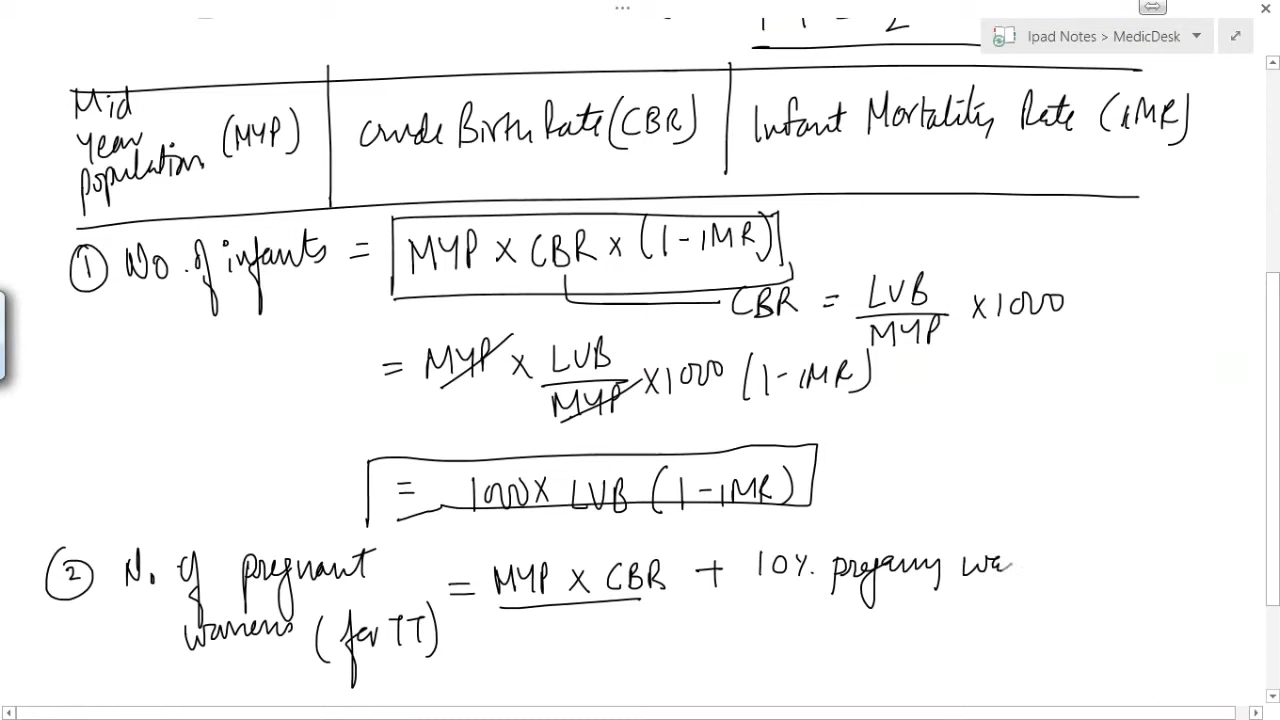 Ipad Notes > MedicDesk
Mid year population (MYP)
Crude Birth Rate (CBR)
Infant Mortality Rate (IMR)
① No. of infants = MYP x CBR x (1 - IMR)
CBR = LVB / MYP x 1000
= MYP x LVB / MYP x 1000 (1 - IMR)
= 1000 x LVB (1 - IMR)
② N. of pregnant womens (for TT) = MYP x CBR + 10%. pregancy wa